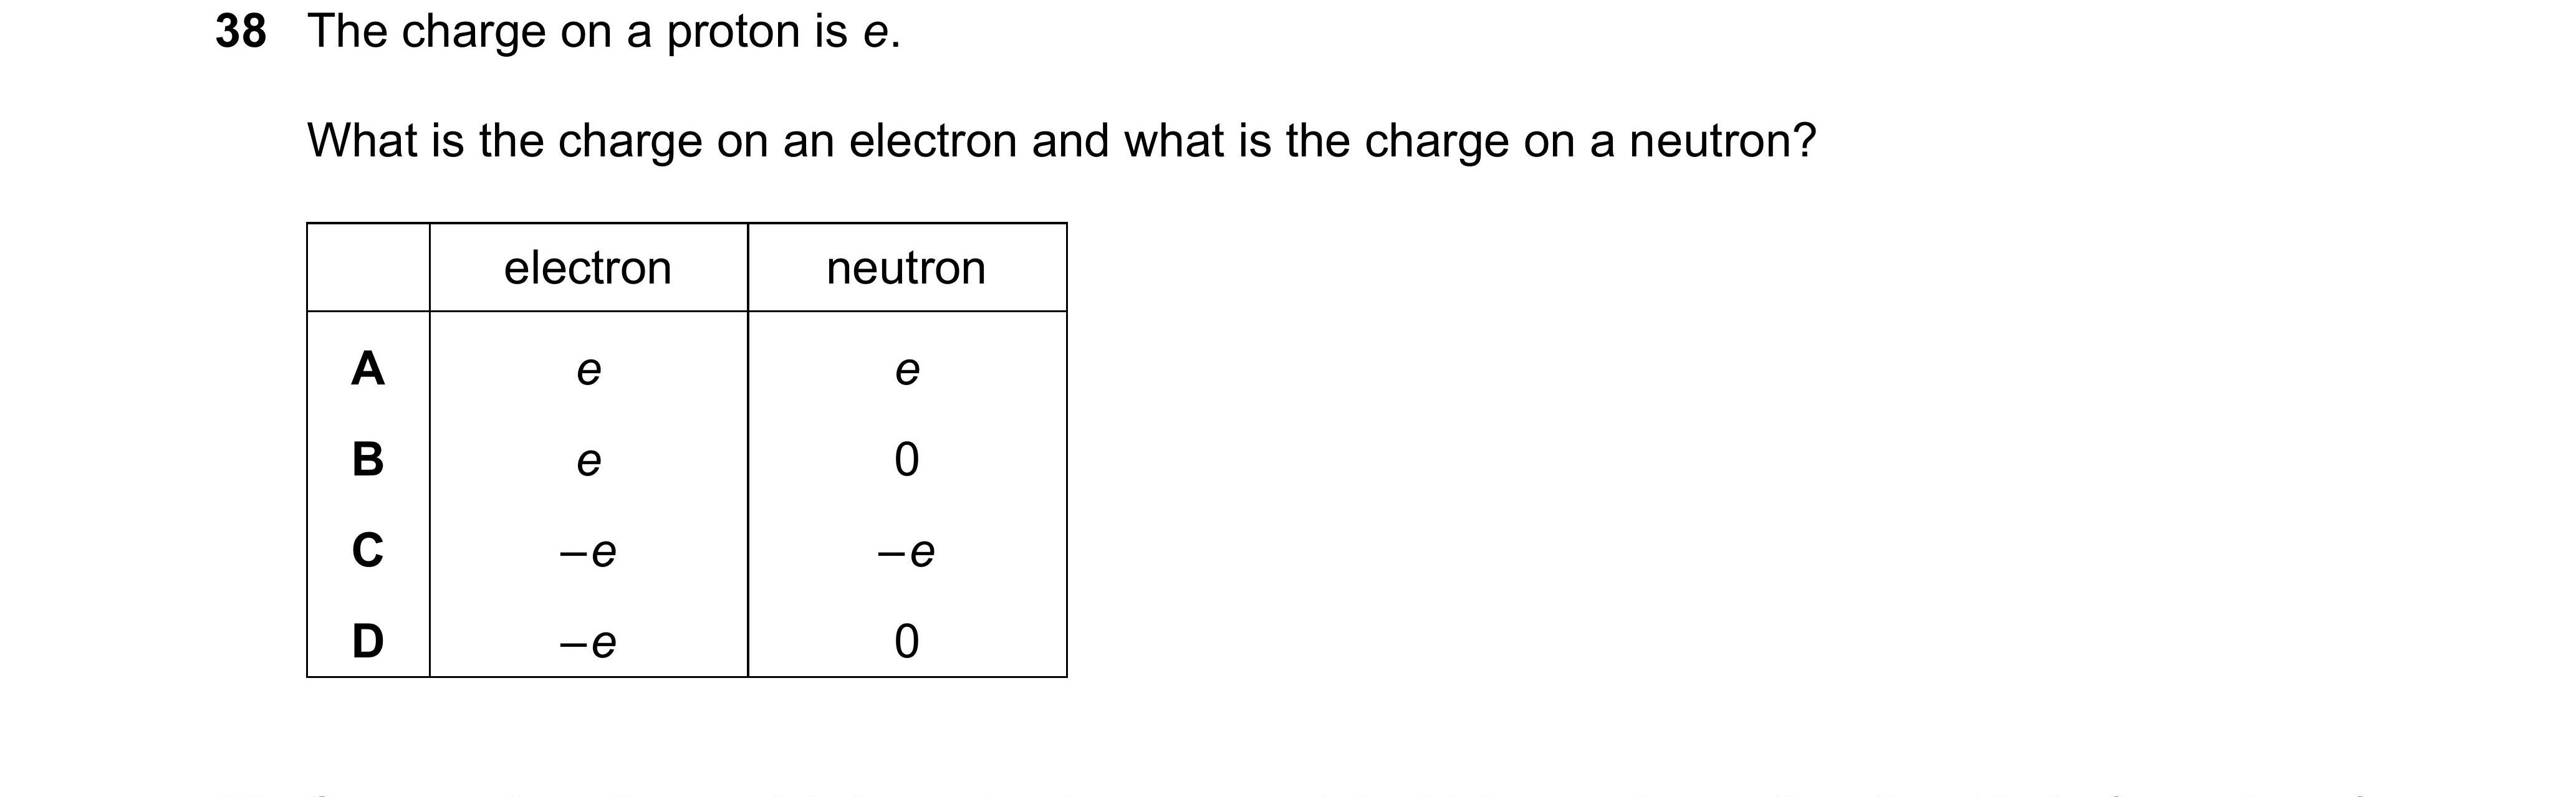 38 The charge on a proton is e.
What is the charge on an electron and what is the charge on a neutron?
electron neutron
A e e
B e 0
C –e –e
D –e 0